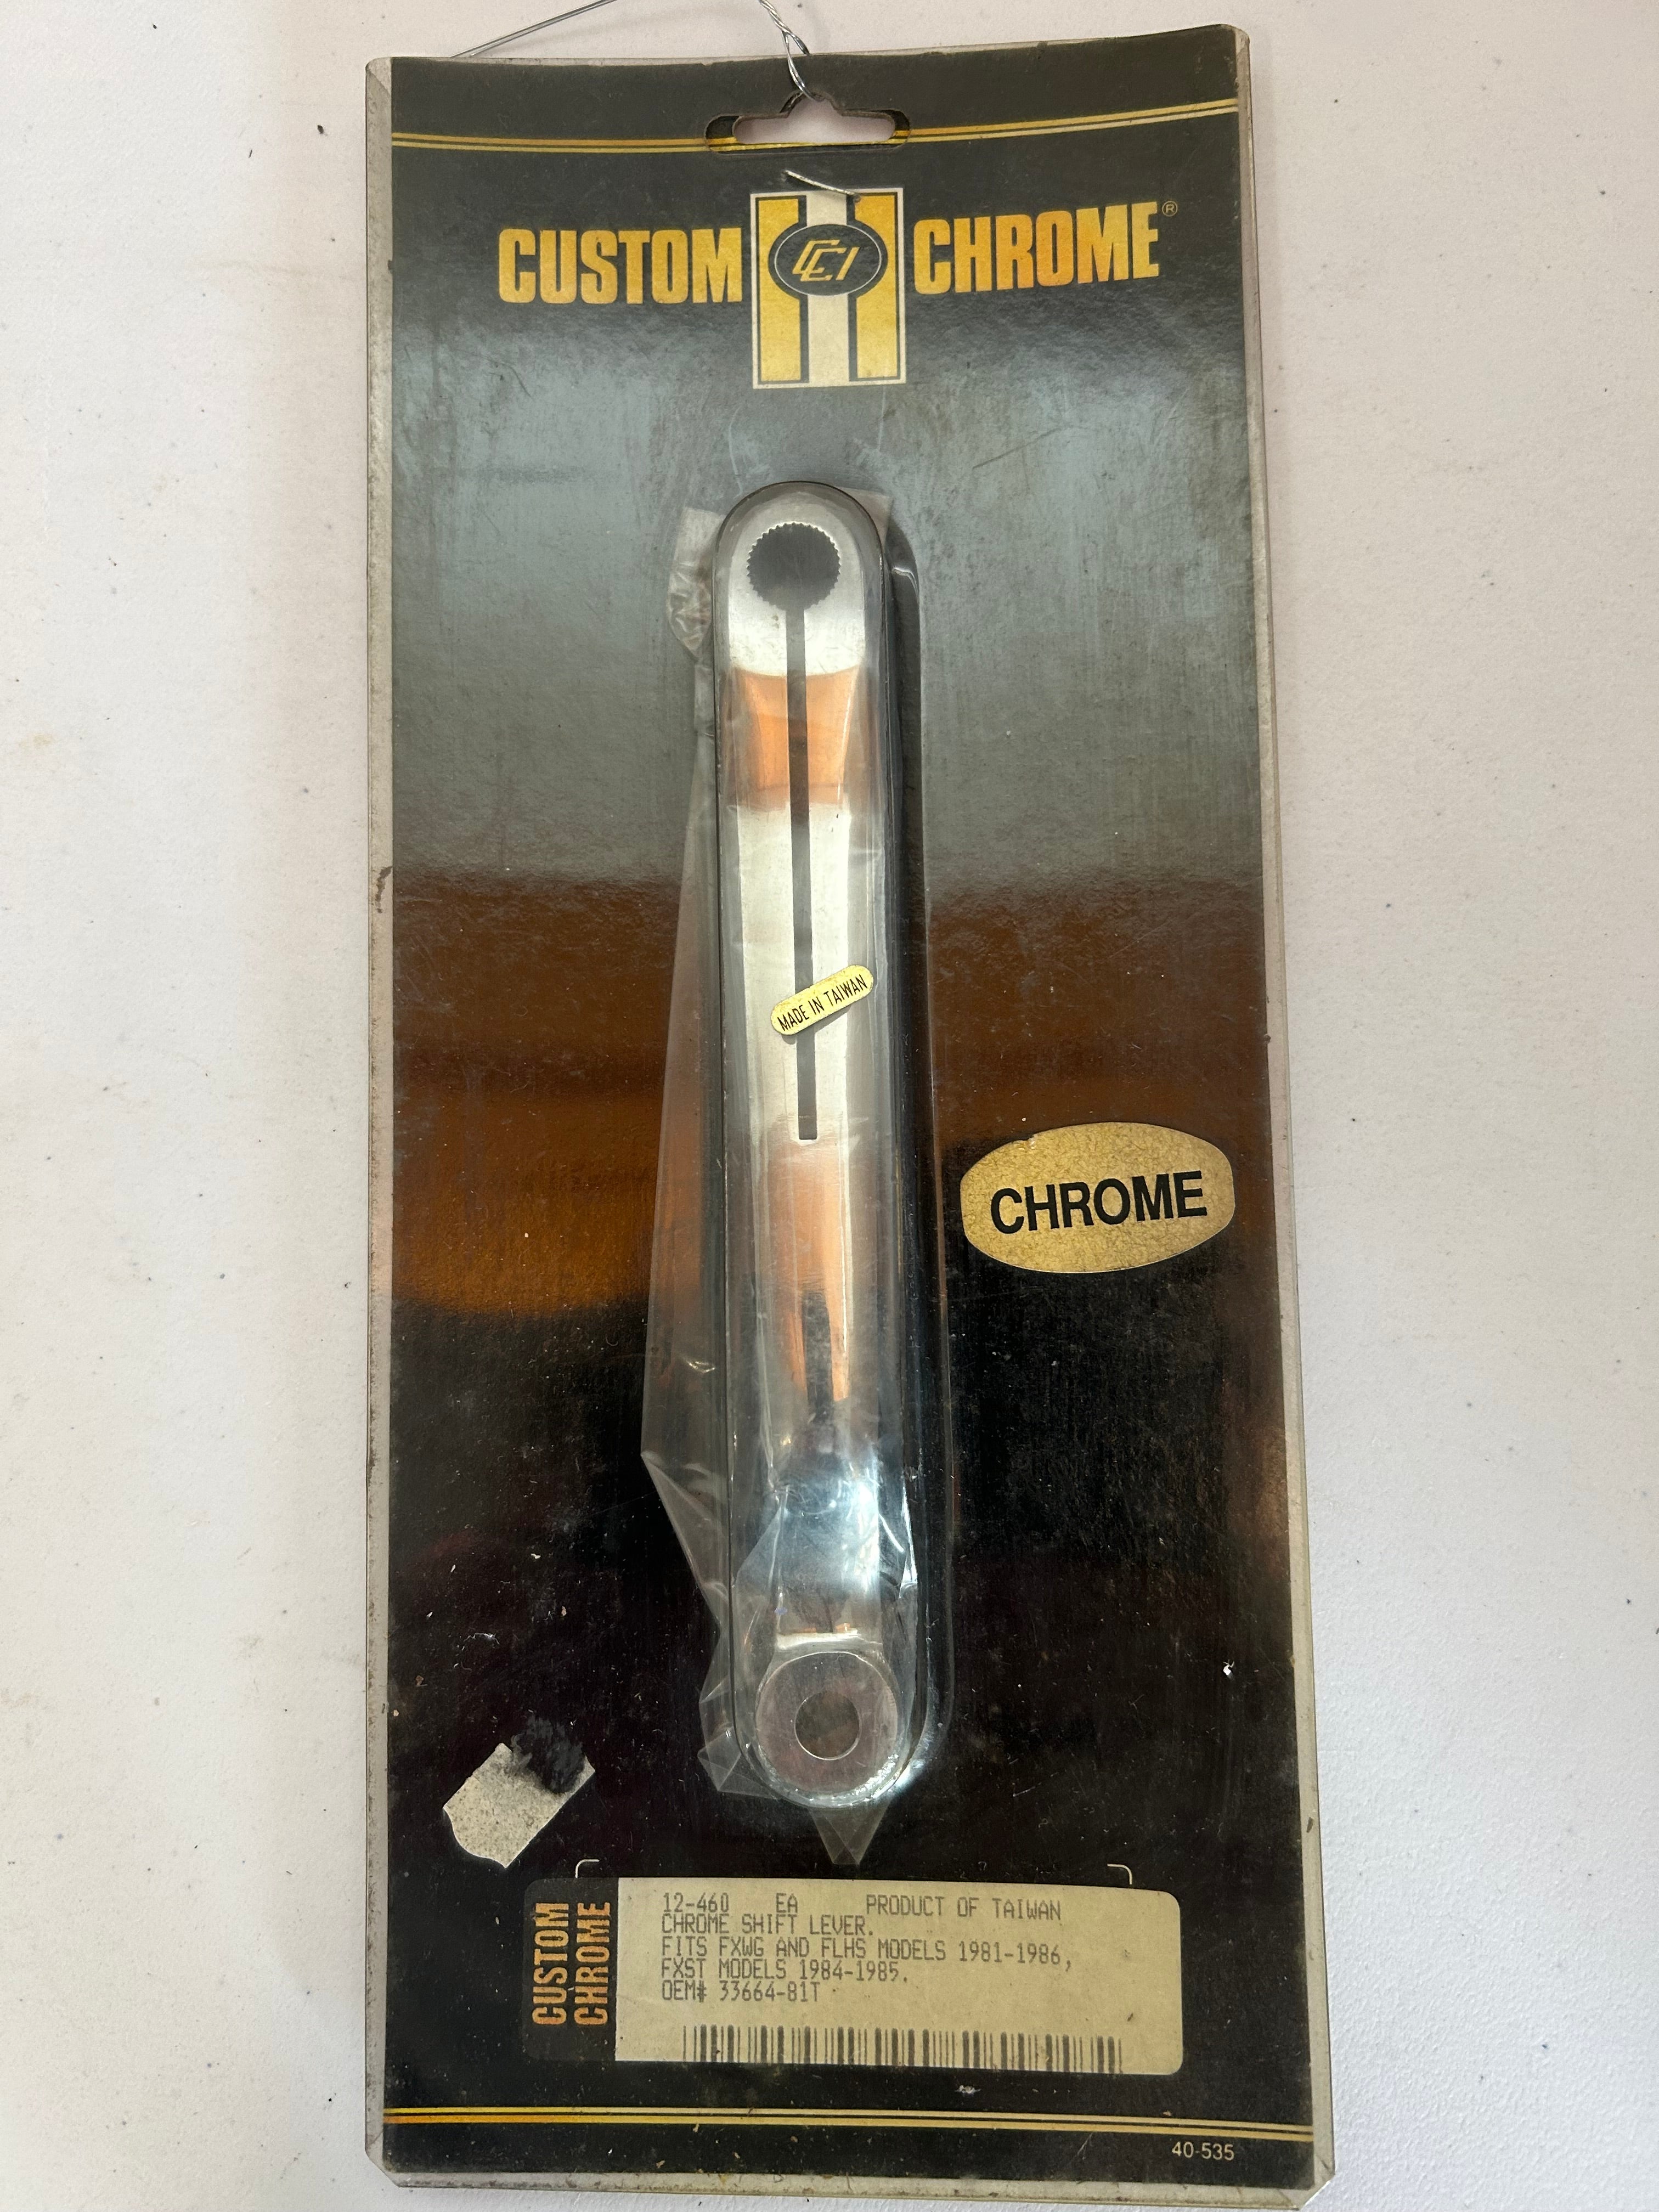 CUSTOM CCI CHROME®
MADE IN TAIWAN
CHROME
CUSTOM
CHROME
12-460 EA PRODUCT OF TAIWAN
CHROME SHIFT LEVER.
FITS FXWG AND FLHS MODELS 1981-1986,
FXST MODELS 1984-1985.
OEM# 33664-81T
40-535